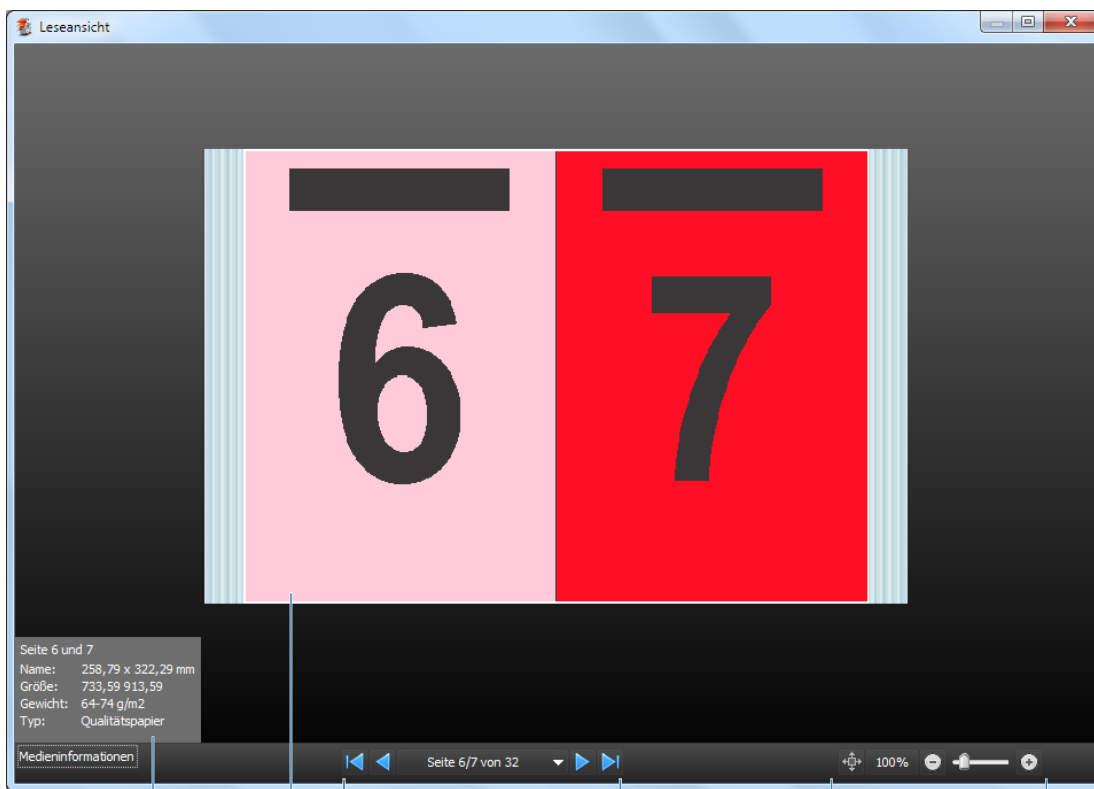 Leseansicht
6
7
Seite 6 und 7
Name: 258,79 x 322,29 mm
Größe: 733,59 913,59
Gewicht: 64-74 g/m2
Typ: Qualitätspapier
Medieninformationen
Seite 6/7 von 32
100%